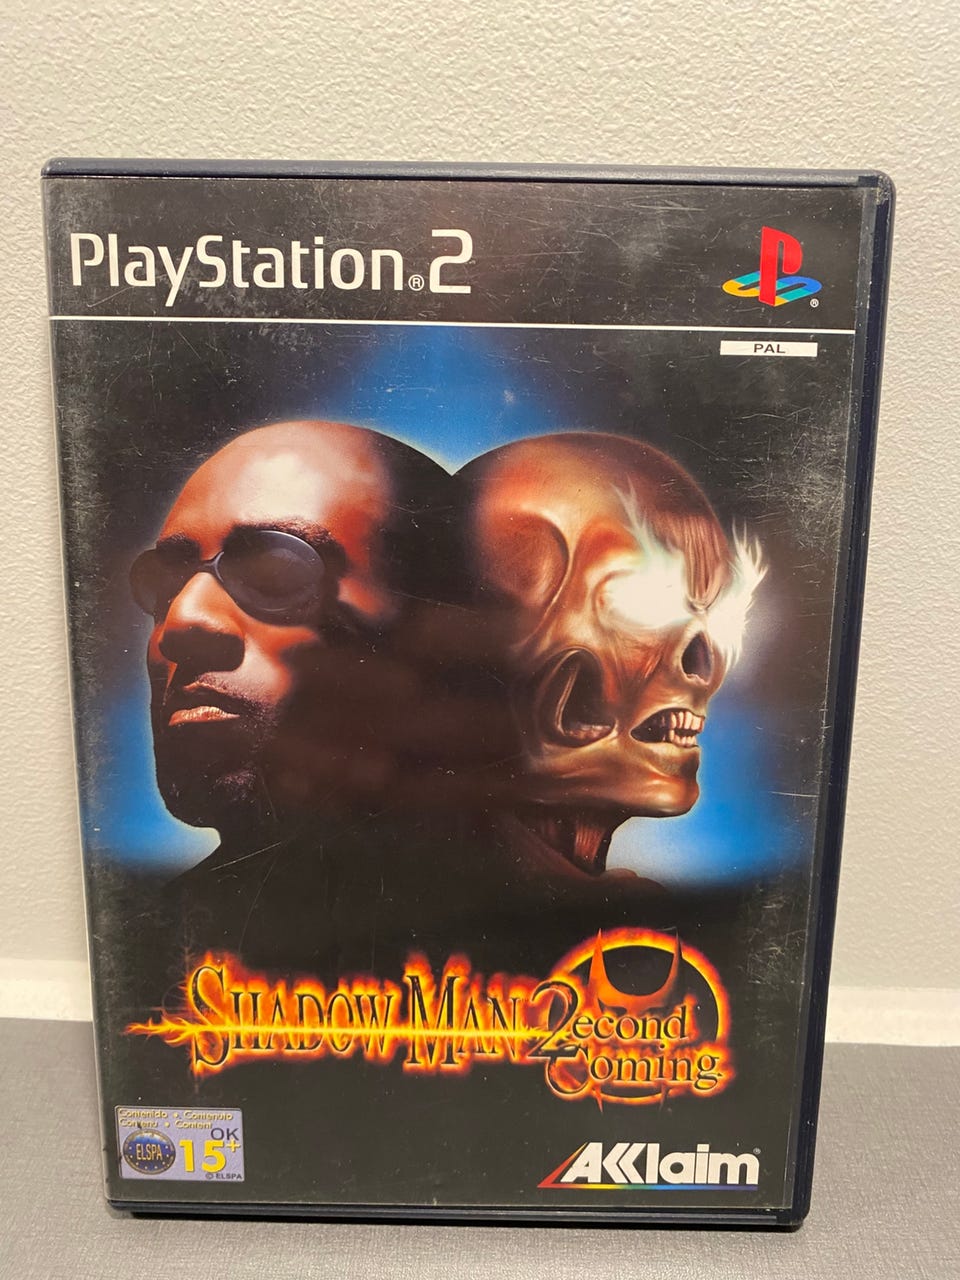 PlayStation®2
®
PAL
SHADOW MAN 2econd
Coming
Contenido • Contenuto
Contenu • Content
OK
ELSPA
15+
© ELSPA
AKKlaim®